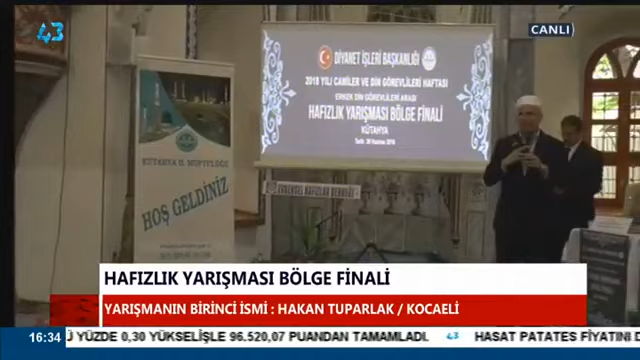 43
CANLI
DİYANET İŞLERİ BAŞKANLIĞI
2018 YILI CAMİLER VE DİN GÖREVLİLERİ HAFTASI
ERKEK DİN GÖREVLİLERİ ARASI
HAFIZLIK YARIŞMASI BÖLGE FİNALİ
KÜTAHYA
KÜTAHYA İL MÜFTÜLÜĞÜ
HOŞ GELDİNİZ
HAFIZLIK YARIŞMASI BÖLGE FİNALİ
YARIŞMANIN BİRİNCİ İSMİ : HAKAN TUPARLAK / KOCAELİ
16:34
Ü YÜZDE 0,30 YÜKSELİŞLE 96.520,07 PUANDAN TAMAMLADI. 43 HASAT PATATES FİYATINI